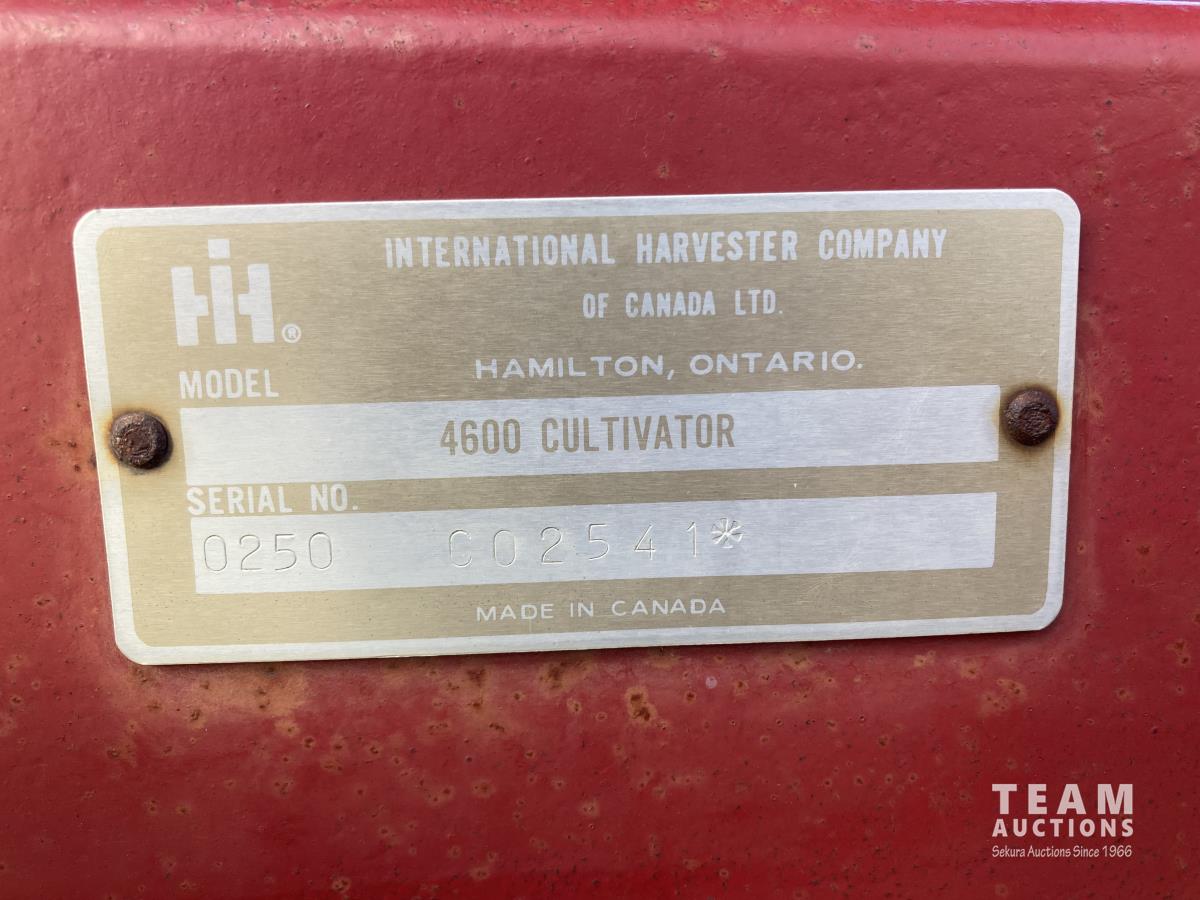 INTERNATIONAL HARVESTER COMPANY
OF CANADA LTD.
HAMILTON, ONTARIO.
IH®
MODEL
4600 CULTIVATOR
SERIAL NO.
0250 C02541*
MADE IN CANADA
TEAM
AUCTIONS
Sekura Auctions Since 1966